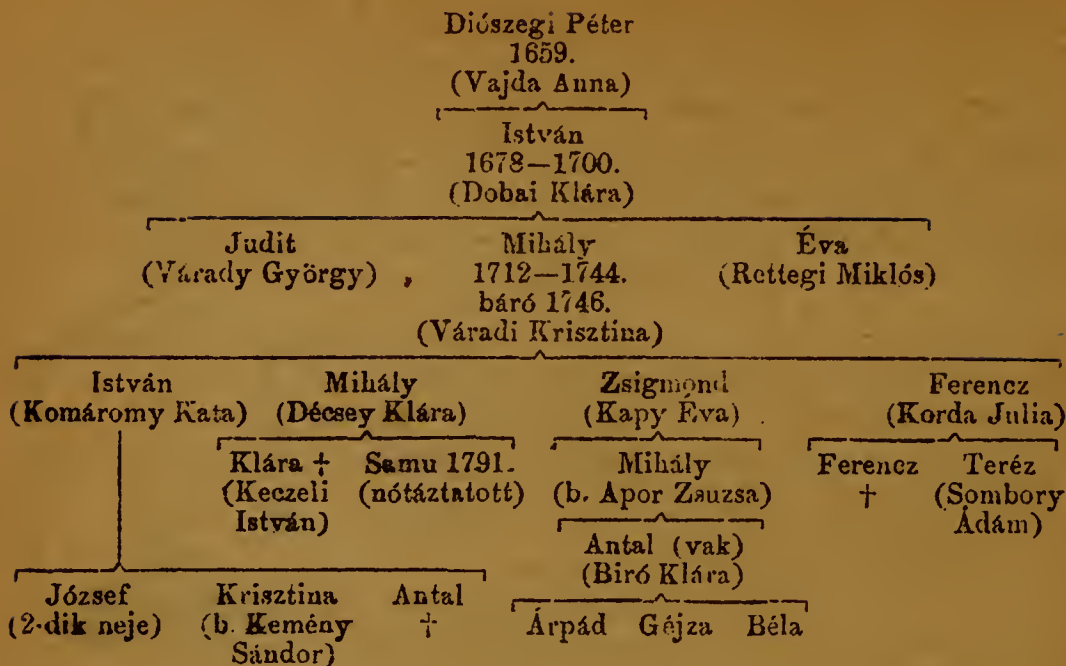 Diószegi Péter
1659.
(Vajda Anna)
István
1678—1700.
(Dobai Klára)
Judit Mihály Éva
(Várady György) , 1712—1744. (Rettegi Miklós)
báró 1746.
(Váradi Krisztina)
István Mihály Zsigmond Ferencz
(Komáromy Kata) (Décsey Klára) (Kapy Éva) (Korda Julia)
Klára † Samu 1791. Mihály Ferencz Teréz
(Keczeli (nótáztatott) (b. Apor Zsuzsa) † (Sombory
István) Ádám)
Antal (vak)
(Biró Klára)
József Krisztina Antal Árpád Géjza Béla
(2-dik neje) (b. Kemény †
Sándor)